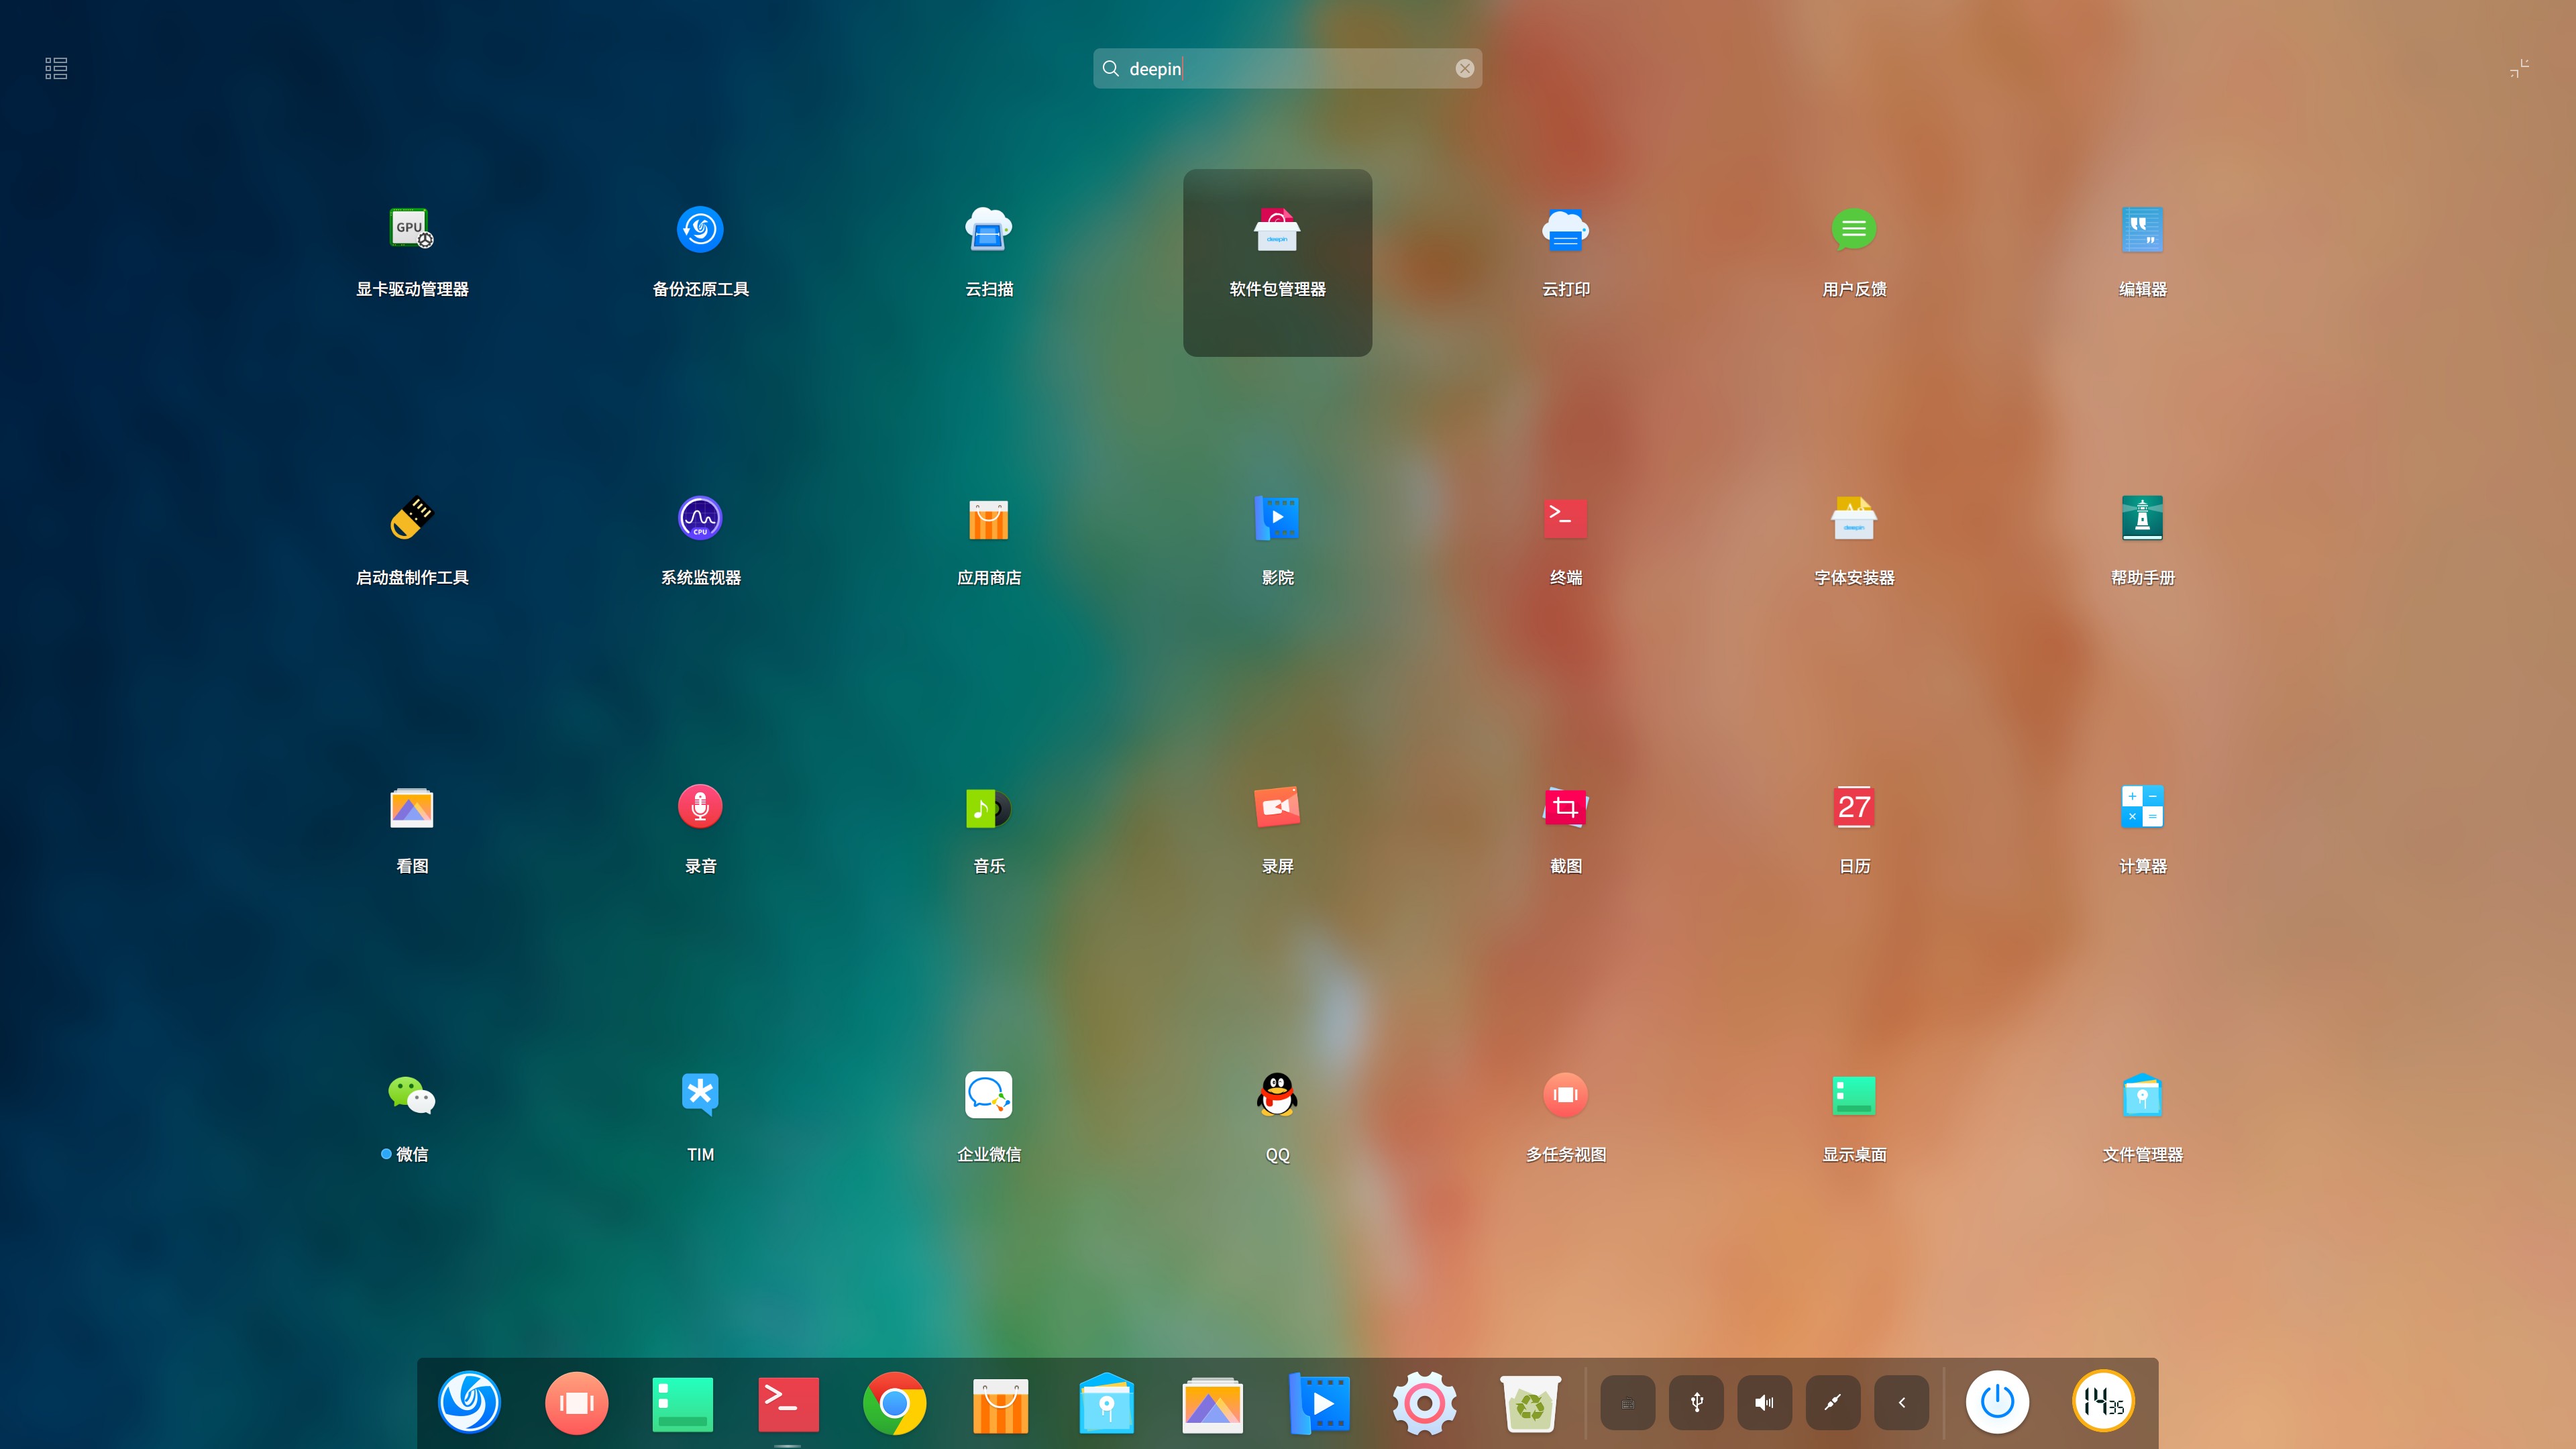 deepin
GPU
deepin
显卡驱动管理器
备份还原工具
云扫描
软件包管理器
云打印
用户反馈
编辑器
CPU
deepin
启动盘制作工具
系统监视器
应用商店
影院
终端
字体安装器
帮助手册
27
看图
录音
音乐
录屏
截图
日历
计算器
微信
TIM
企业微信
QQ
多任务视图
显示桌面
文件管理器
14 35